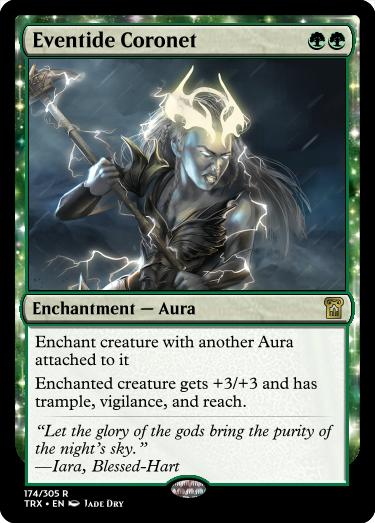 Eventide Coronet
Enchantment — Aura
Enchant creature with another Aura
attached to it
Enchanted creature gets +3/+3 and has
trample, vigilance, and reach.
“Let the glory of the gods bring the purity of
the night’s sky.”
—Iara, Blessed-Hart
174/305 R
TRX • EN Jade Dry